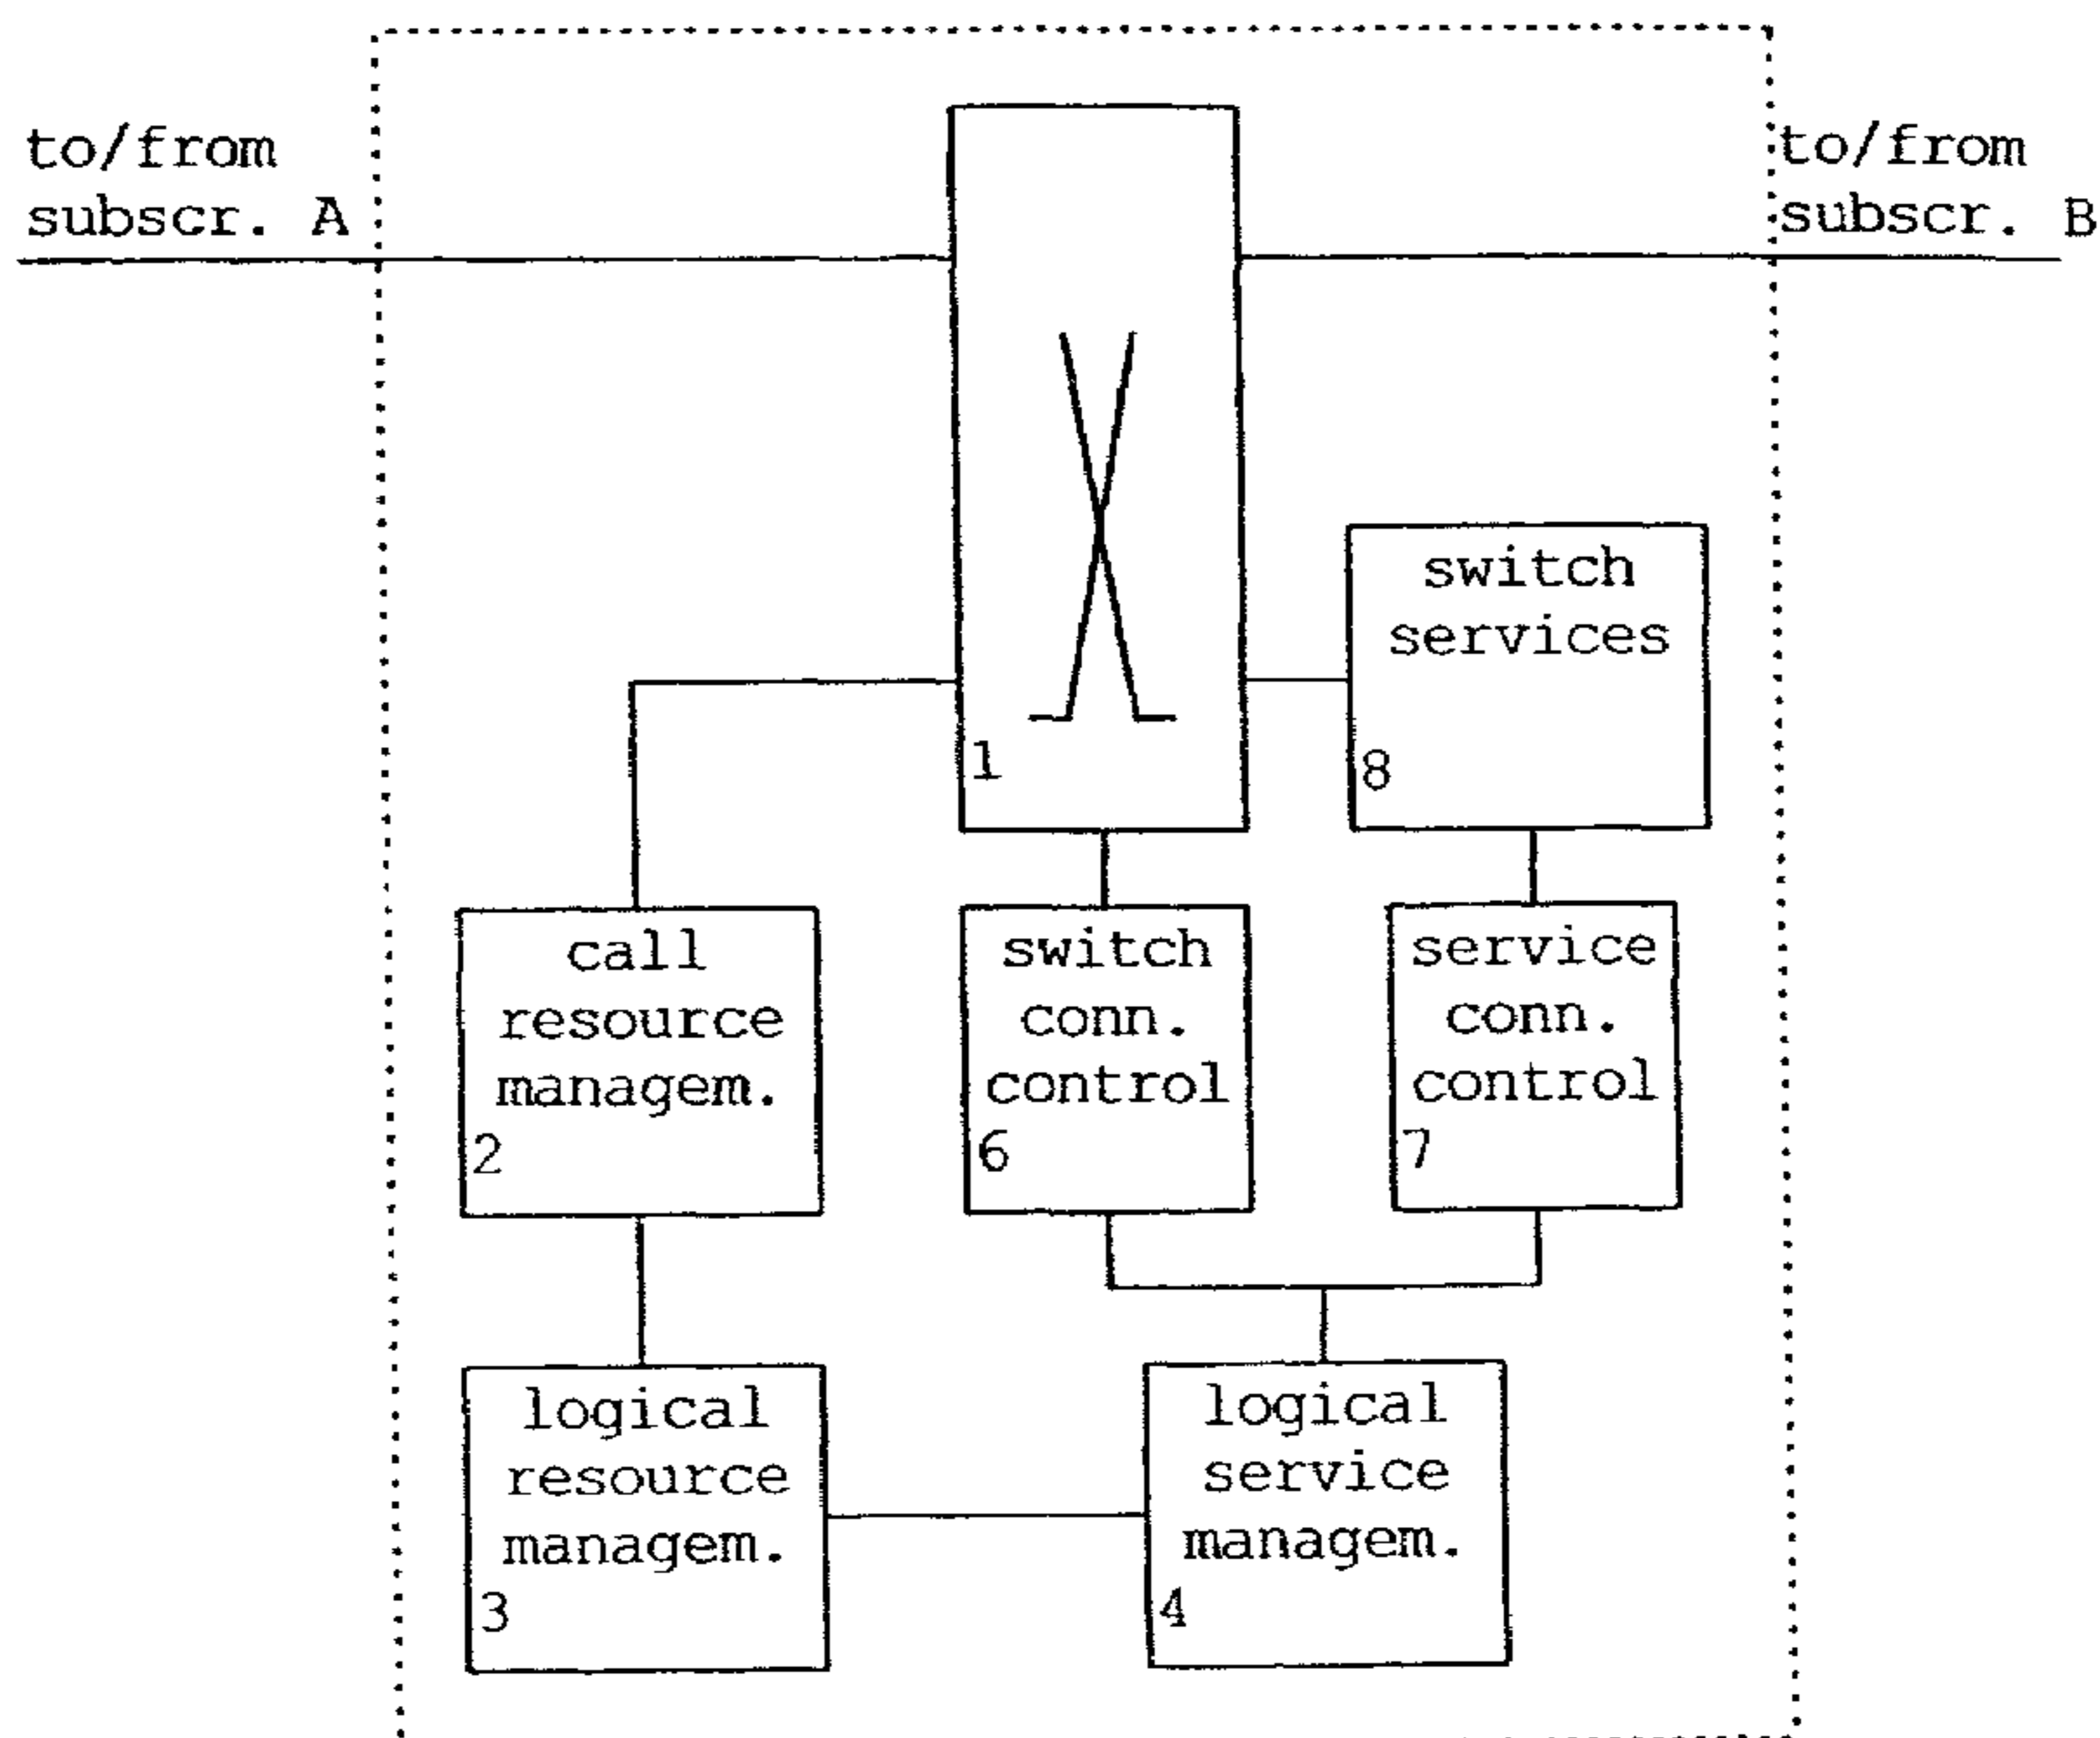 to/from
subscr. A
to/from
subscr. B
1
switch
services
8
call
resource
managem.
2
switch
conn.
control
6
service
conn.
control
7
logical
resource
managem.
3
logical
service
managem.
4